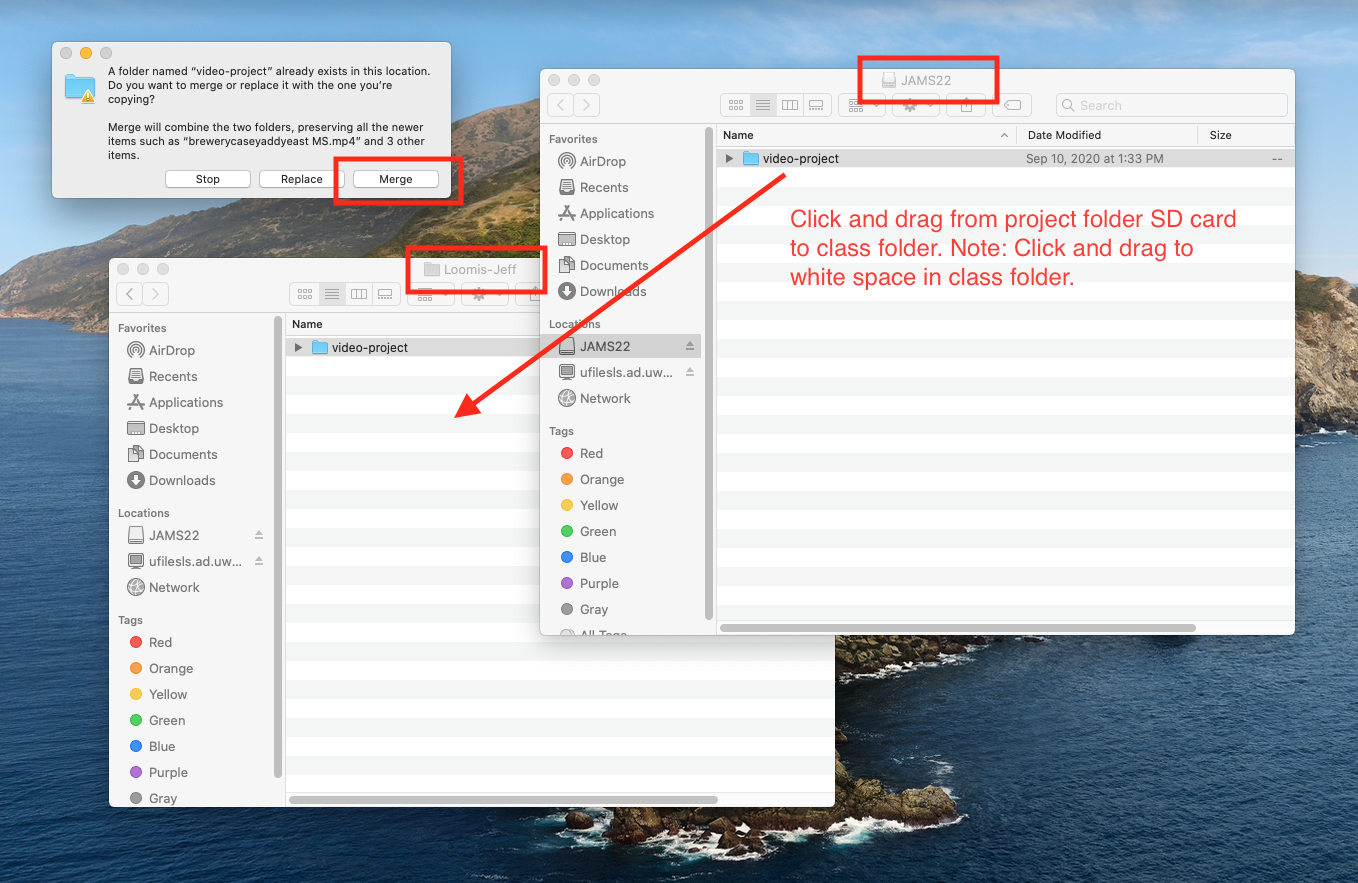 A folder named “video-project” already exists in this location.
Do you want to merge or replace it with the one you’re
copying?
Merge will combine the two folders, preserving all the newer
items such as “brewerycaseyaddyeast MS.mp4” and 3 other
items.
Stop
Replace
Merge
JAMS22
Search
Favorites
AirDrop
Recents
Applications
Desktop
Documents
Downloads
Locations
JAMS22
ufilesls.ad.uw...
Network
Tags
Red
Orange
Yellow
Green
Blue
Purple
Gray
All Tags
Name
Date Modified
Size
video-project
Sep 10, 2020 at 1:33 PM
--
Click and drag from project folder SD card
to class folder. Note: Click and drag to
white space in class folder.
Loomis-Jeff
Favorites
AirDrop
Recents
Applications
Desktop
Documents
Downloads
Locations
JAMS22
ufilesls.ad.uw...
Network
Tags
Red
Orange
Yellow
Green
Blue
Purple
Gray
Name
video-project